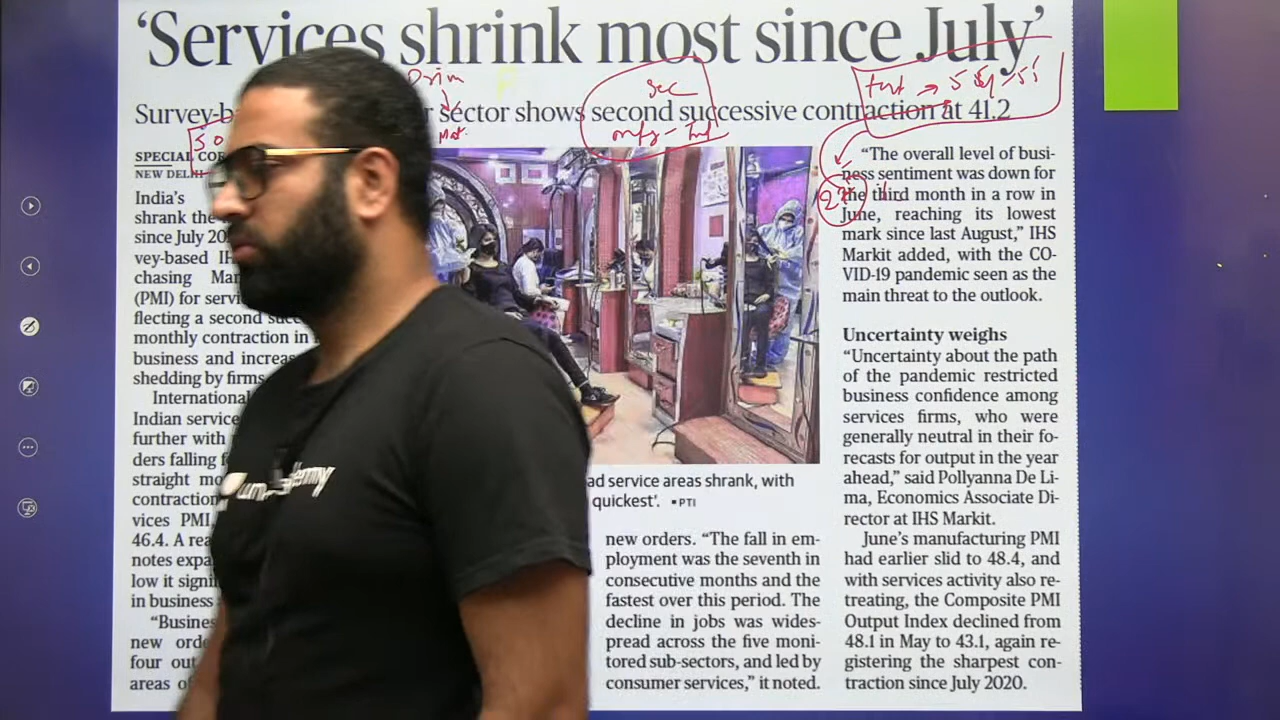 ‘Services shrink most since July’
Prim
sec
tert → 5
Survey-b sector shows second successive contraction at 41.2
50
mfg -
SPECIAL COR
NEW DELH
India's
shrank the
since July 20
vey-based IH
chasing Man
(PMI) for servi
flecting a second succ
monthly contraction in
business and increas
shedding by firms
International
Indian service
further with
ders falling f
straight mo
contraction
vices PMI
46.4. A rea
notes expa
low it signi
in business
“Busines
new orde
four out
areas of
unacademy
ad service areas shrank, with
quickest’. ▪ PTI
new orders. “The fall in em-
ployment was the seventh in
consecutive months and the
fastest over this period. The
decline in jobs was wides-
pread across the five moni-
tored sub-sectors, and led by
consumer services,” it noted.
“The overall level of busi-
ness sentiment was down for
the third month in a row in
June, reaching its lowest
mark since last August,” IHS
Markit added, with the CO-
VID-19 pandemic seen as the
main threat to the outlook.
Uncertainty weighs
“Uncertainty about the path
of the pandemic restricted
business confidence among
services firms, who were
generally neutral in their fo-
recasts for output in the year
ahead,” said Pollyanna De Li-
ma, Economics Associate Di-
rector at IHS Markit.
June's manufacturing PMI
had earlier slid to 48.4, and
with services activity also re-
treating, the Composite PMI
Output Index declined from
48.1 in May to 43.1, again re-
gistering the sharpest con-
traction since July 2020.